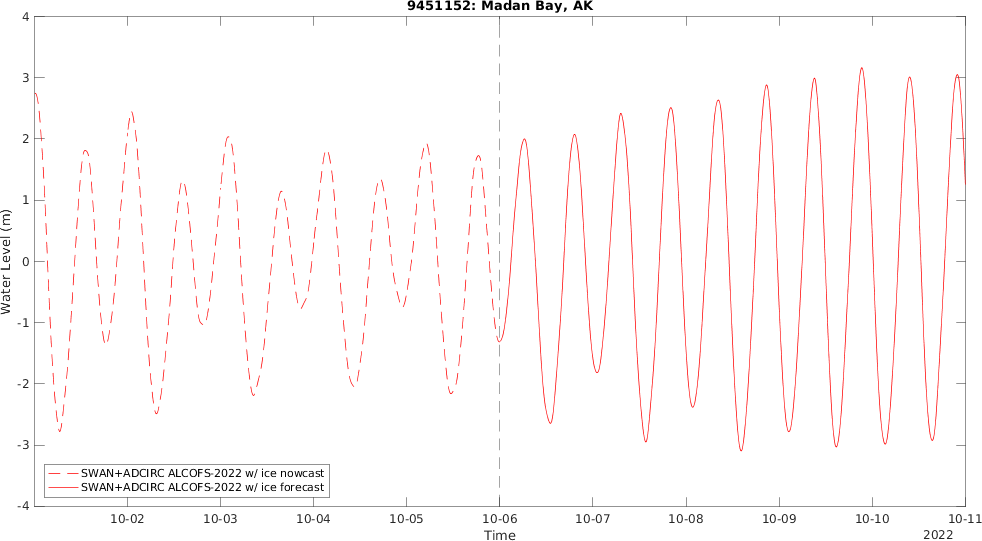 9451152: Madan Bay, AK
4
3
2
1
0
-1
-2
-3
-4
Water Level (m)
SWAN+ADCIRC ALCOFS-2022 w/ ice nowcast
SWAN+ADCIRC ALCOFS-2022 w/ ice forecast
10-02 10-03 10-04 10-05 10-06 10-07 10-08 10-09 10-10 10-11
Time
2022